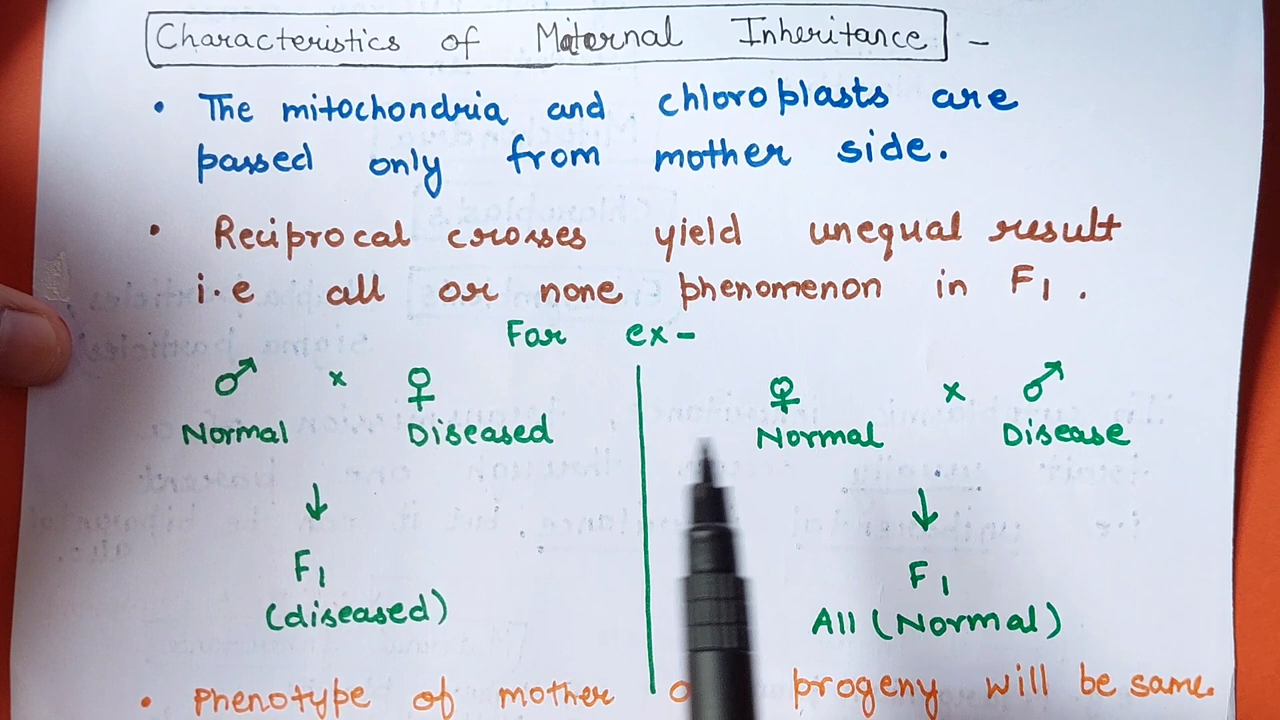 Characteristics of Maternal Inheritance -
• The mitochondria and chloroplasts are
passed only from mother side.
• Reciprocal crosses yield unequal result
i.e all or none phenomenon in F1 .
For ex-
♂ x ♀
Normal Diseased
↓
F1
(diseased)
♀ x ♂
Normal Disease
↓
F1
All (Normal)
• Phenotype of mother progeny will be same.